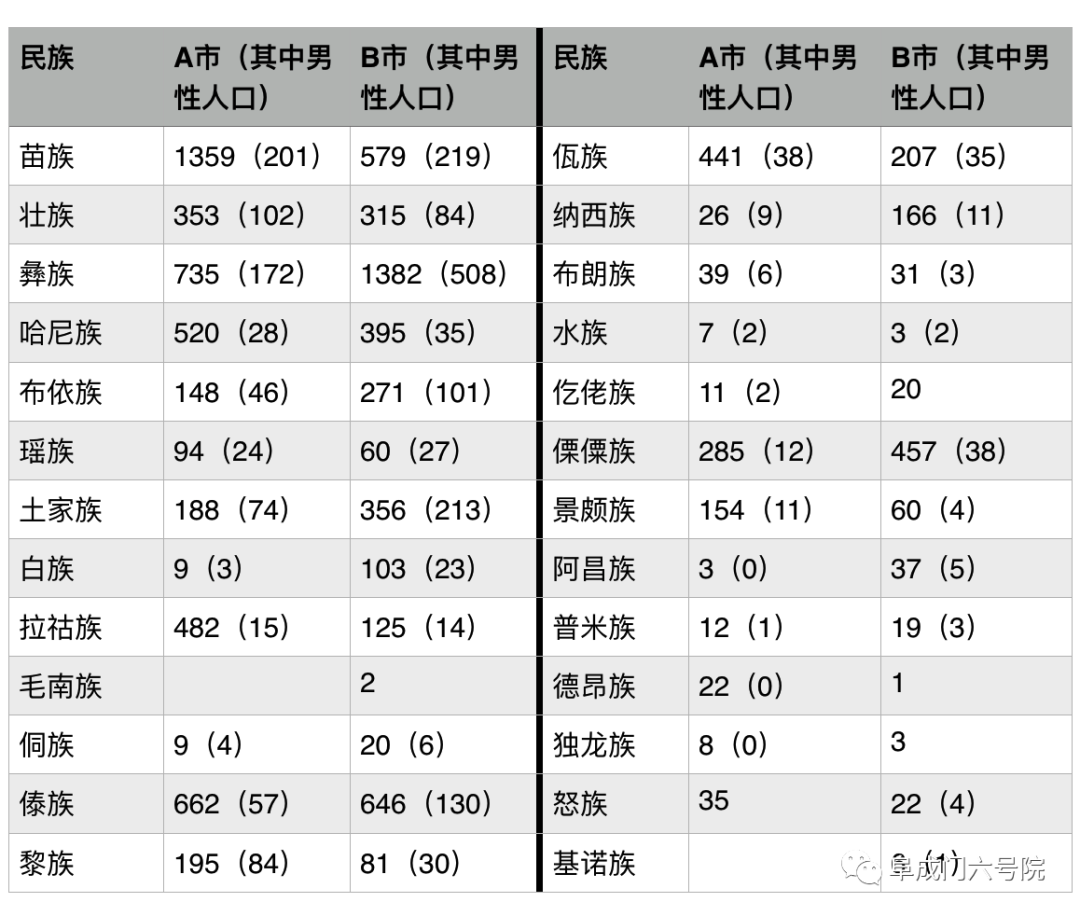 民族 A市（其中男 B市（其中男 民族 A市（其中男 B市（其中男
性人口） 性人口） 性人口） 性人口）
苗族 1359（201） 579（219） 佤族 441（38） 207（35）
壮族 353（102） 315（84） 纳西族 26（9） 166（11）
彝族 735（172） 1382（508） 布朗族 39（6） 31（3）
哈尼族 520（28） 395（35） 水族 7（2） 3（2）
布依族 148（46） 271（101） 仡佬族 11（2） 20
瑶族 94（24） 60（27） 傈僳族 285（12） 457（38）
土家族 188（74） 356（213） 景颇族 154（11） 60（4）
白族 9（3） 103（23） 阿昌族 3（0） 37（5）
拉祜族 482（15） 125（14） 普米族 12（1） 19（3）
毛南族 2 德昂族 22（0） 1
侗族 9（4） 20（6） 独龙族 8（0） 3
傣族 662（57） 646（130） 怒族 35 22（4）
黎族 195（84） 81（30） 基诺族 （1）
阜成门六号院